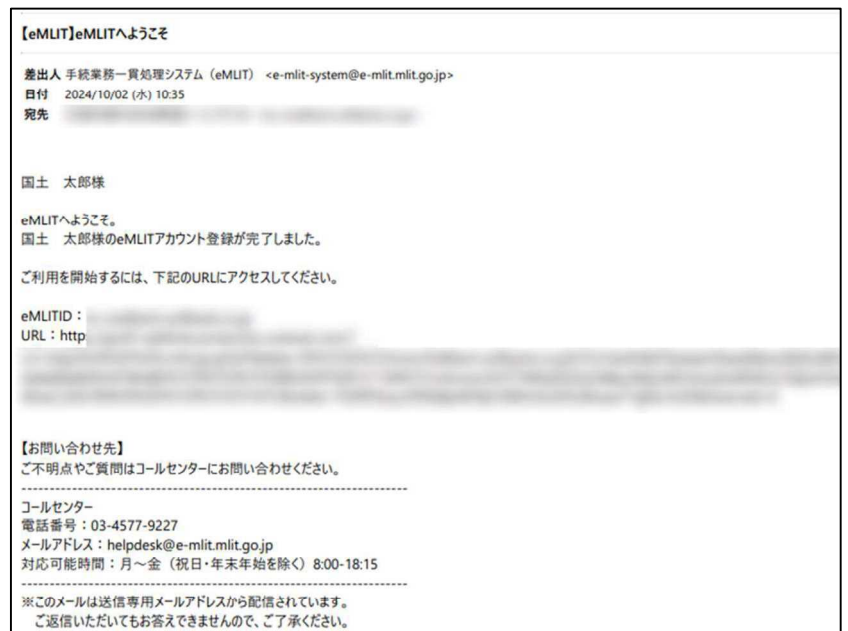 【eMLIT】eMLITへようこそ
差出人 手続業務一貫処理システム（eMLIT） <e-mlit-system@e-mlit.mlit.go.jp>
日付 2024/10/02 (水) 10:35
宛先
国土　太郎様
eMLITへようこそ。
国土　太郎様のeMLITアカウント登録が完了しました。
ご利用を開始するには、下記のURLにアクセスしてください。
eMLITID：
URL：http
【お問い合わせ先】
ご不明点やご質問はコールセンターにお問い合わせください。
--------------------------------------------------------------------
コールセンター
電話番号：03-4577-9227
メールアドレス：helpdesk@e-mlit.mlit.go.jp
対応可能時間：月～金（祝日・年末年始を除く）8:00-18:15
--------------------------------------------------------------------
※このメールは送信専用メールアドレスから配信されています。
ご返信いただいてもお答えできませんので、ご了承ください。